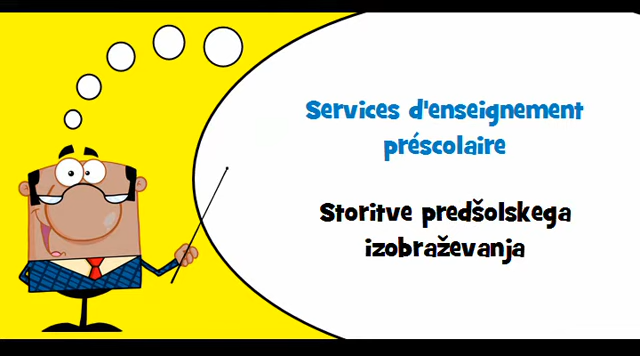 Services d'enseignement
préscolaire
Storitve predšolskega
izobraževanja